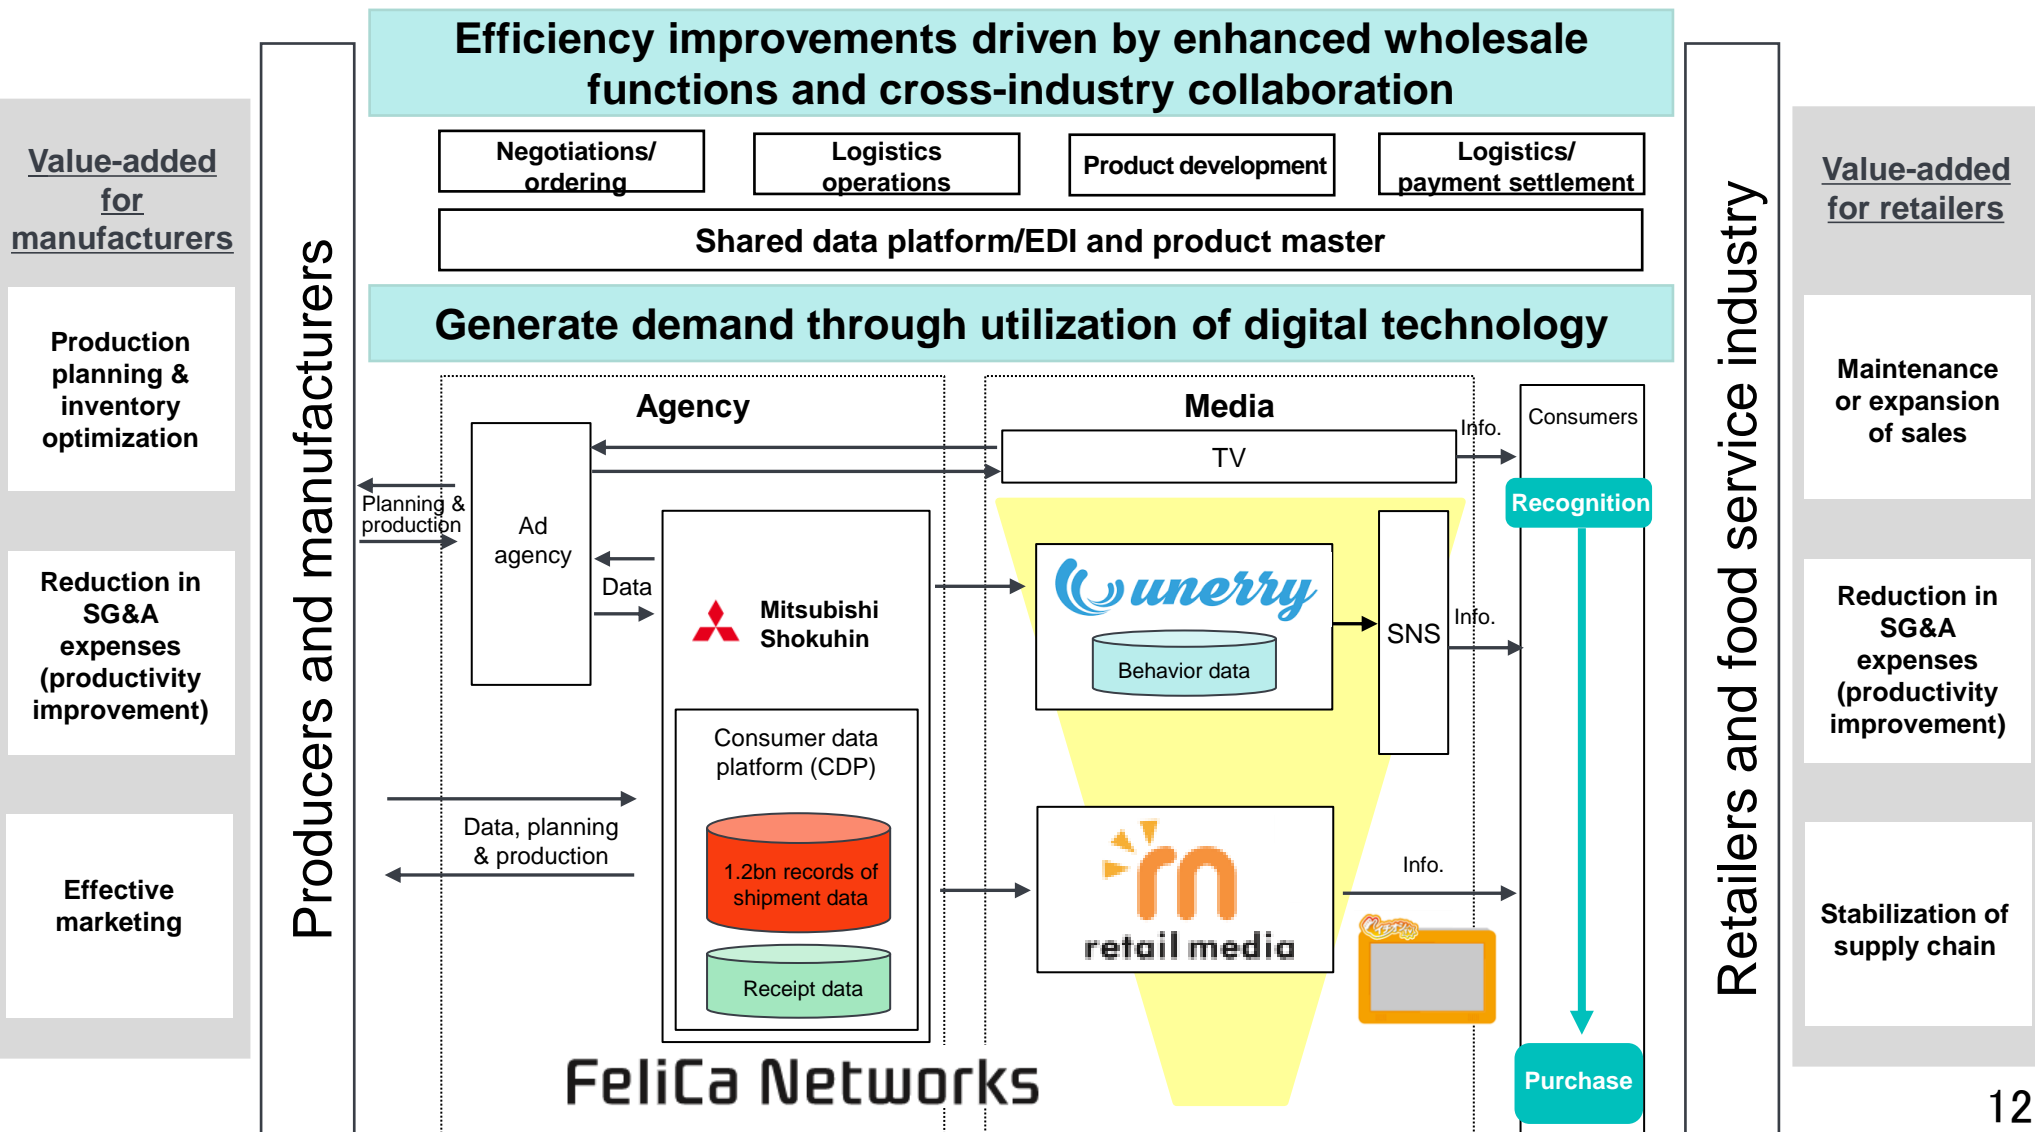 Efficiency improvements driven by enhanced wholesale
functions and cross-industry collaboration
Value-added
for
manufacturers
Production
planning &
inventory
optimization
Reduction in
SG&A
expenses
(productivity
improvement)
Effective
marketing
Producers and manufacturers
Negotiations/
ordering
Logistics
operations
Product development
Logistics/
payment settlement
Shared data platform/EDI and product master
Generate demand through utilization of digital technology
Agency
Media
Consumers
TV
Info.
Recognition
Planning &
production
Ad
agency
Data
Mitsubishi
Shokuhin
unerry
Behavior data
SNS
Info.
Consumer data
platform (CDP)
Data, planning
& production
1.2bn records of
shipment data
Receipt data
rn
retail media
Info.
FeliCa Networks
Purchase
Retailers and food service industry
Value-added
for retailers
Maintenance
or expansion
of sales
Reduction in
SG&A
expenses
(productivity
improvement)
Stabilization of
supply chain
12